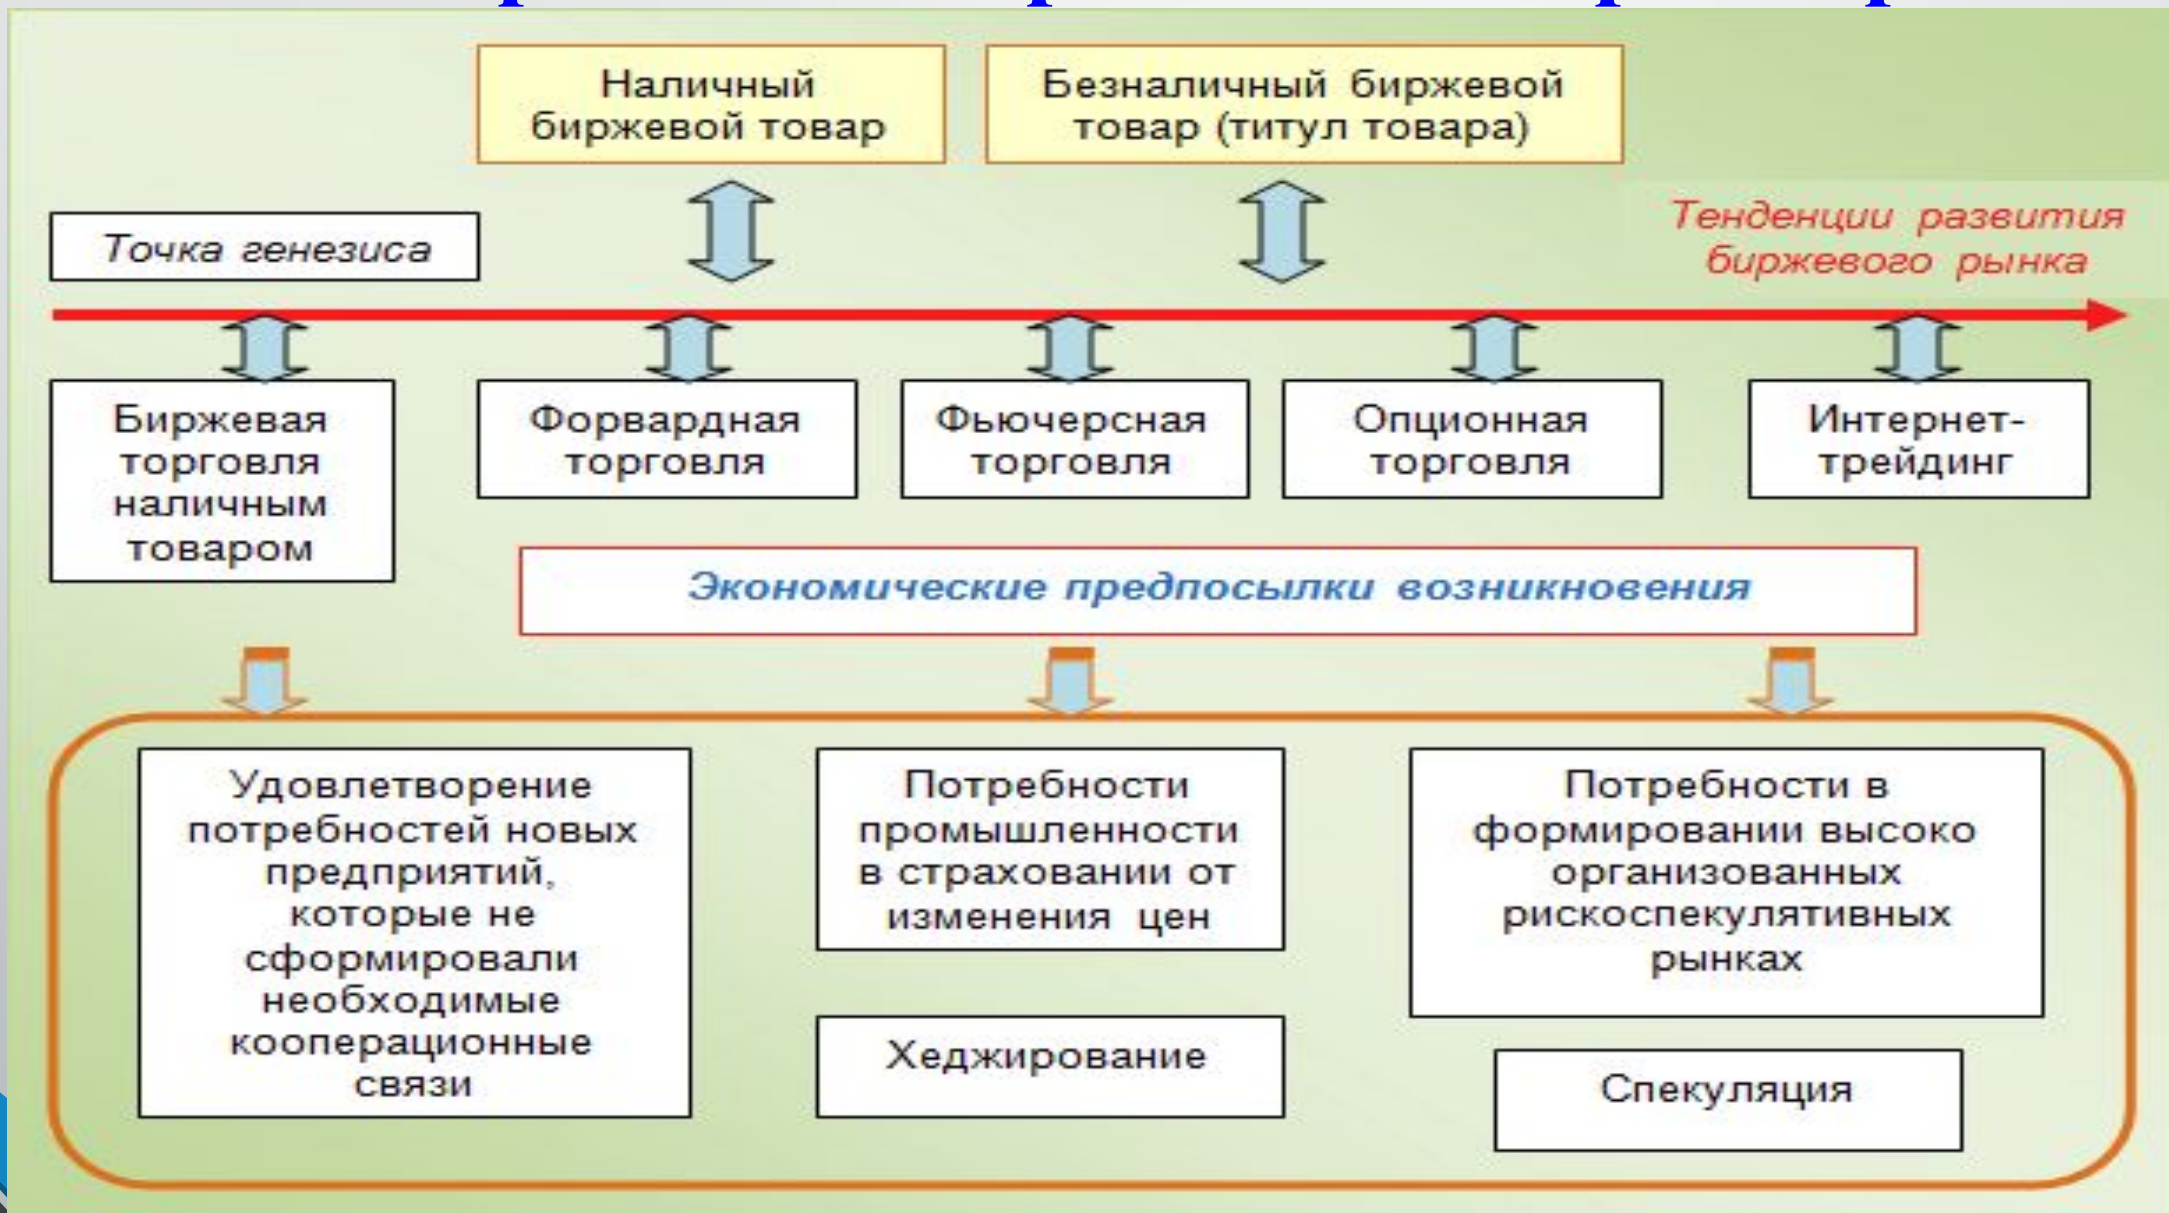 Наличный
биржевой товар
Безналичный биржевой
товар (титул товара)
Точка генезиса
Тенденции развития
биржевого рынка
Биржевая
торговля
наличным
товаром
Форвардная
торговля
Фьючерсная
торговля
Опционная
торговля
Интернет-
трейдинг
Экономические предпосылки возникновения
Удовлетворение
потребностей новых
предприятий,
которые не
сформировали
необходимые
кооперационные
связи
Потребности
промышленности
в страховании от
изменения цен
Хеджирование
Потребности в
формировании высоко
организованных
рискоспекулятивных
рынках
Спекуляция